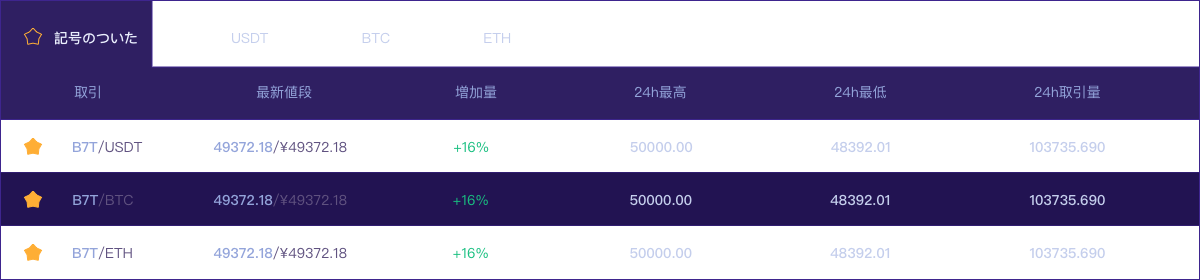 記号のついた USDT BTC ETH
取引 最新値段 増加量 24h最高 24h最低 24h取引量
B7T/USDT 49372.18/¥49372.18 +16% 50000.00 48392.01 103735.690
B7T/BTC 49372.18/¥49372.18 +16% 50000.00 48392.01 103735.690
B7T/ETH 49372.18/¥49372.18 +16% 50000.00 48392.01 103735.690